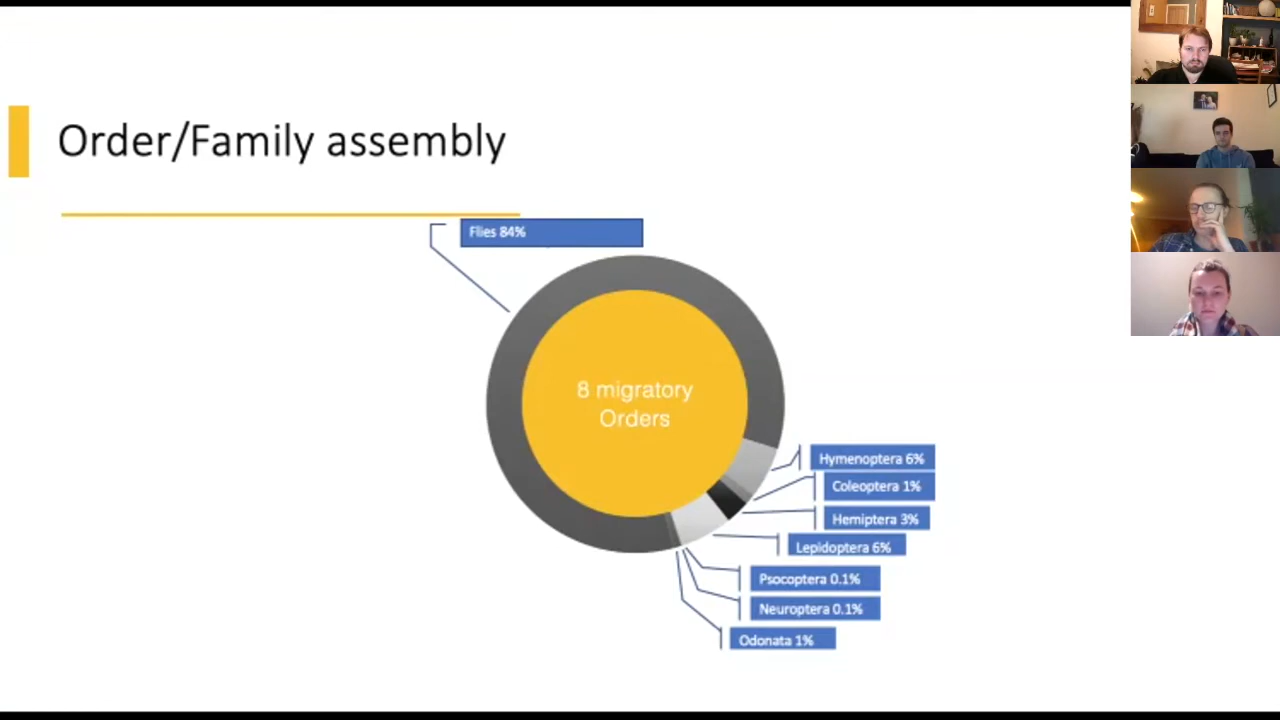 Order/Family assembly
Flies 84%
8 migratory
Orders
Hymenoptera 6%
Coleoptera 1%
Hemiptera 3%
Lepidoptera 6%
Psocoptera 0.1%
Neuroptera 0.1%
Odonata 1%